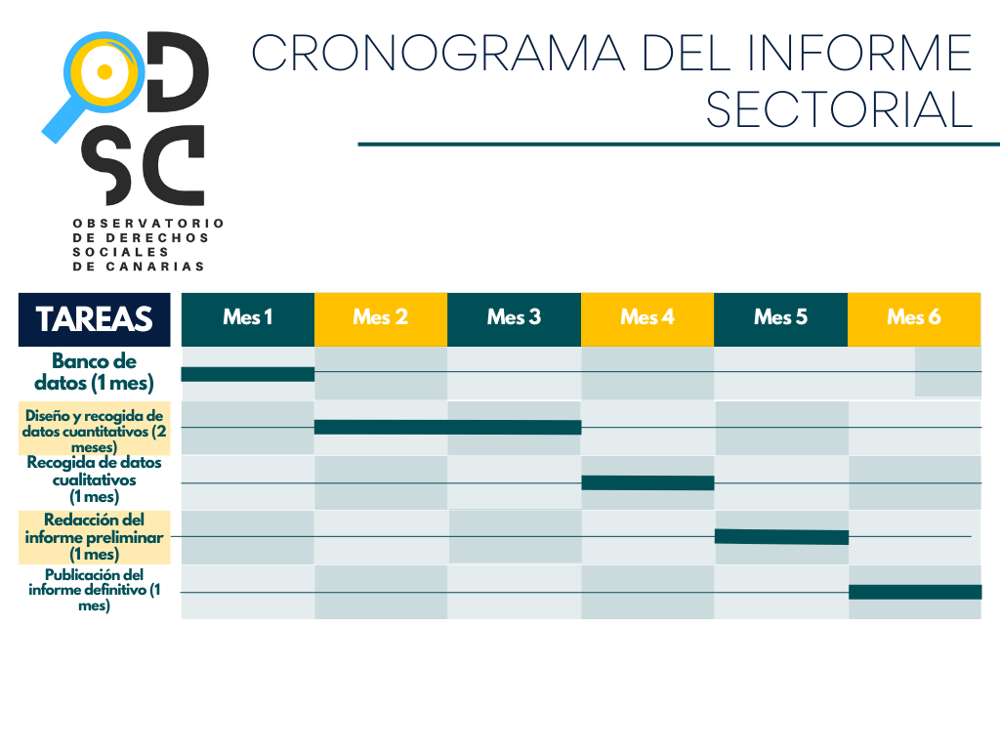 ODSC
OBSERVATORIO
DE DERECHOS
SOCIALES
DE CANARIAS
CRONOGRAMA DEL INFORME
SECTORIAL
TAREAS
Mes 1
Mes 2
Mes 3
Mes 4
Mes 5
Mes 6
Banco de
datos (1 mes)
Diseño y recogida de
datos cuantitativos (2
meses)
Recogida de datos
cualitativos
(1 mes)
Redacción del
informe preliminar
(1 mes)
Publicación del
informe definitivo (1
mes)